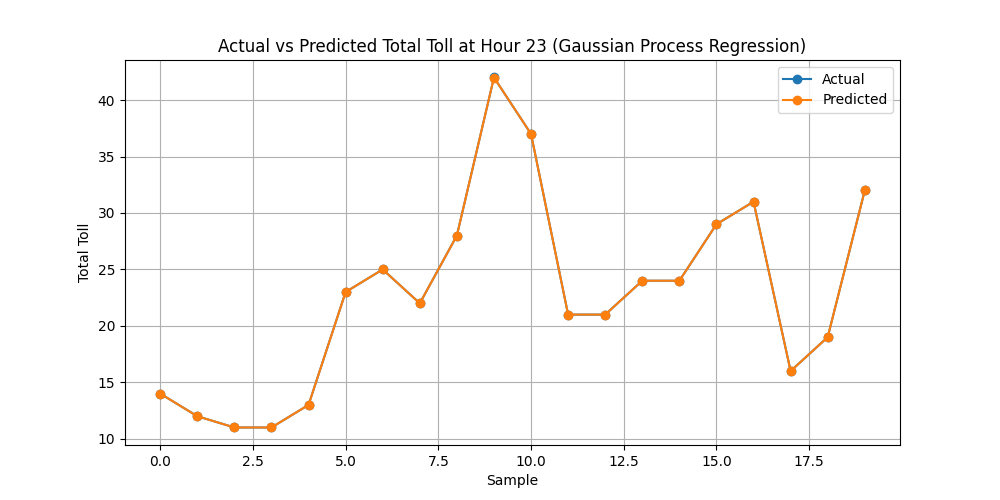 Actual vs Predicted Total Toll at Hour 23 (Gaussian Process Regression)
Actual
Predicted
Total Toll
40
35
30
25
20
15
10
0.0 2.5 5.0 7.5 10.0 12.5 15.0 17.5
Sample